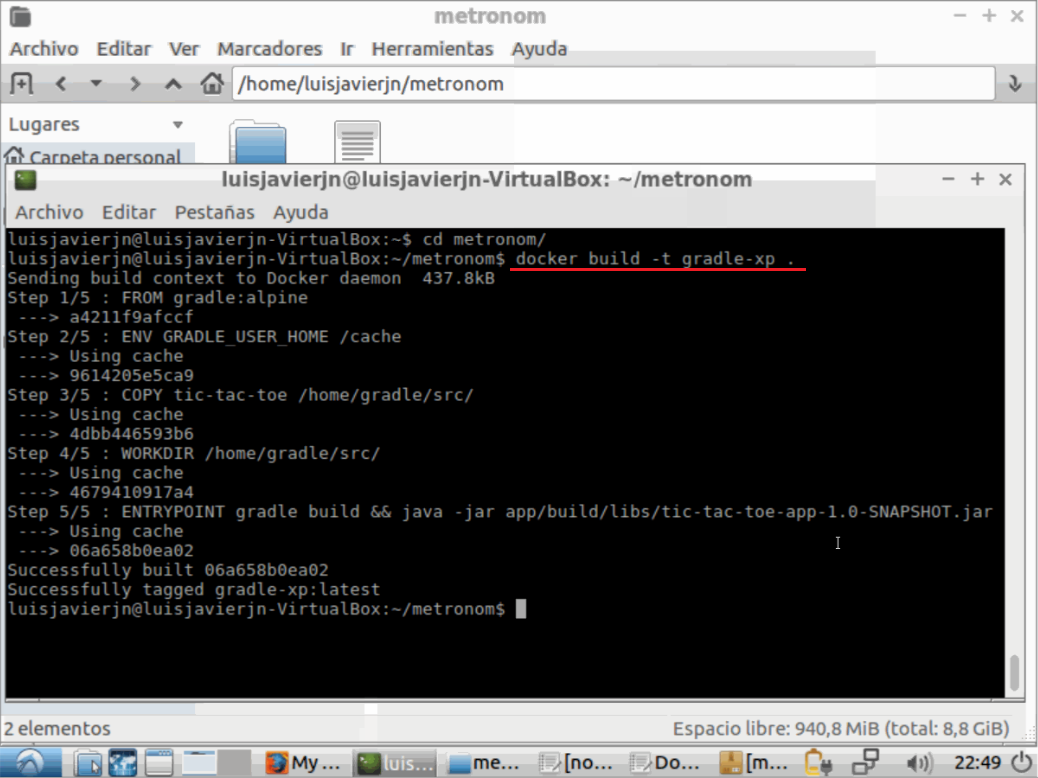 metronom
Archivo Editar Ver Marcadores Ir Herramientas Ayuda
/home/luisjavierjn/metronom
Lugares
Carpeta personal
luisjavierjn@luisjavierjn-VirtualBox: ~/metronom
Archivo Editar Pestañas Ayuda
luisjavierjn@luisjavierjn-VirtualBox:~$ cd metronom/
luisjavierjn@luisjavierjn-VirtualBox:~/metronom$ docker build -t gradle-xp .
Sending build context to Docker daemon  437.8kB
Step 1/5 : FROM gradle:alpine
 ---> a4211f9afccf
Step 2/5 : ENV GRADLE_USER_HOME /cache
 ---> Using cache
 ---> 9614205e5ca9
Step 3/5 : COPY tic-tac-toe /home/gradle/src/
 ---> Using cache
 ---> 4dbb446593b6
Step 4/5 : WORKDIR /home/gradle/src/
 ---> Using cache
 ---> 4679410917a4
Step 5/5 : ENTRYPOINT gradle build && java -jar app/build/libs/tic-tac-toe-app-1.0-SNAPSHOT.jar
 ---> Using cache
 ---> 06a658b0ea02
Successfully built 06a658b0ea02
Successfully tagged gradle-xp:latest
luisjavierjn@luisjavierjn-VirtualBox:~/metronom$
2 elementos
Espacio libre: 940,8 MiB (total: 8,8 GiB)
My ... luis... me... [no... Do... [m... 22:49